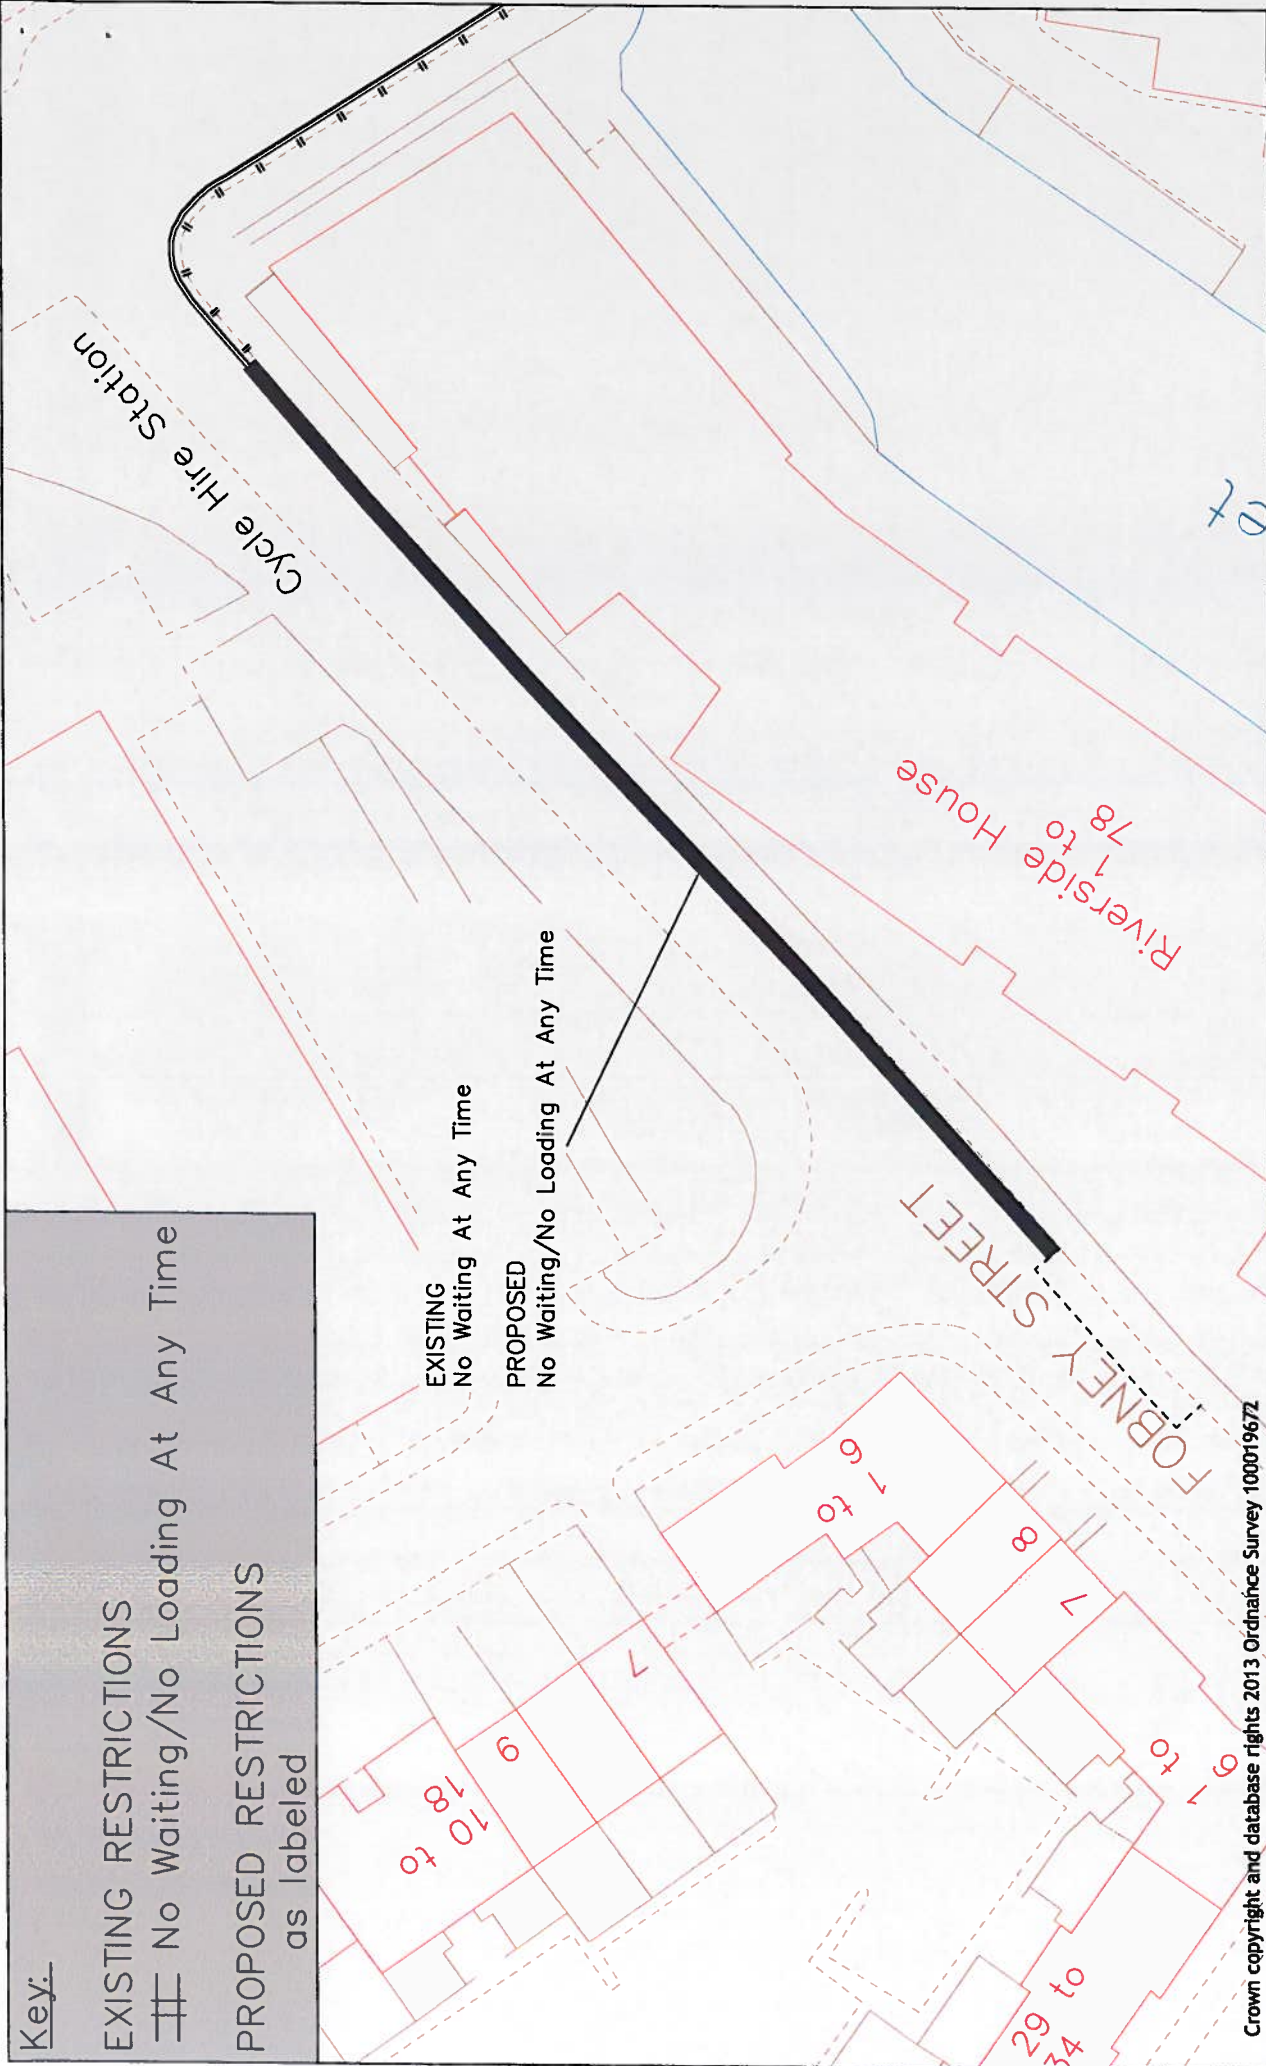 Key:
EXISTING RESTRICTIONS
No Waiting/No Loading At Any Time
PROPOSED RESTRICTIONS
as labeled
EXISTING
No Waiting At Any Time
PROPOSED
No Waiting/No Loading At Any Time
Cycle Hire Station
Riverside House
1 to
78
et
FOBNEY STREET
10 to
18
9
7
1 to
6
8
7
1 to
6
29 to
34
Crown copyright and database rights 2013 Ordnance Survey 100019672